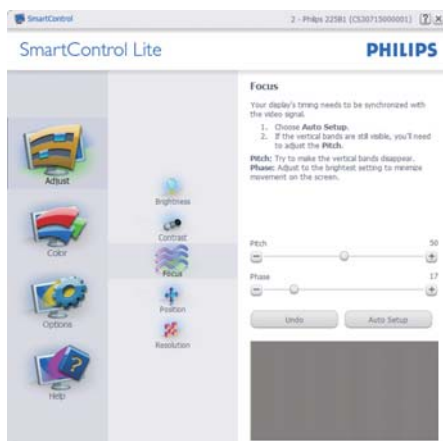 SmartControl
2 - Philips 225B1 (CS30715000001)
SmartControl Lite
PHILIPS
Adjust
Color
Options
Help
Brightness
Contrast
Focus
Position
Resolution
Focus
Your display's timing needs to be synchronized with
the video signal.
1. Choose Auto Setup.
2. If the vertical bands are still visible, you'll need
to adjust the Pitch.
Pitch: Try to make the vertical bands disappear.
Phase: Adjust to the brightest setting to minimize
movement on the screen.
Pitch 50
Phase 17
Undo Auto Setup